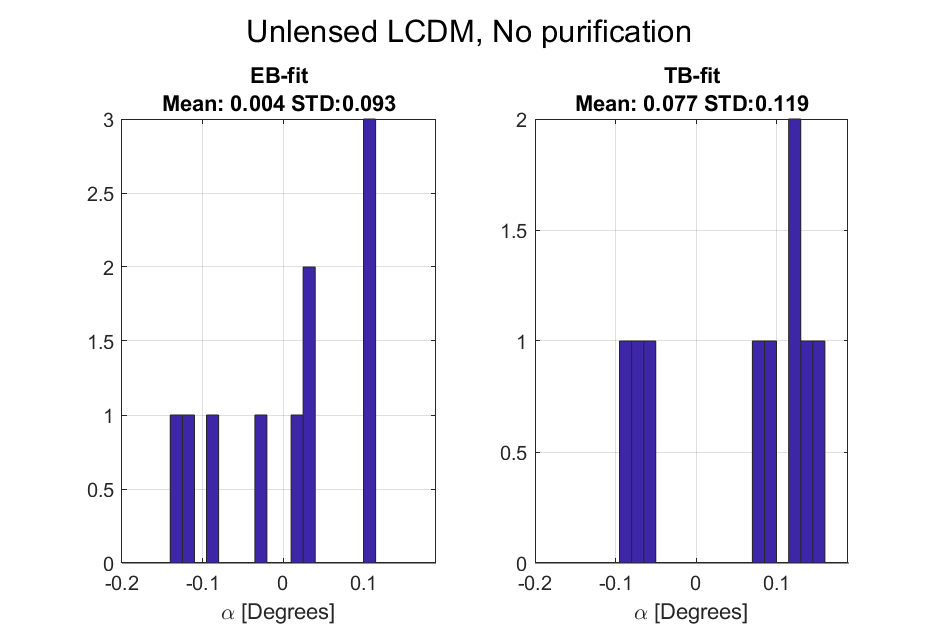 Unlensed LCDM, No purification
EB-fit
Mean: 0.004 STD:0.093
3
2.5
2
1.5
1
0.5
0
-0.2
-0.1
0
0.1
α [Degrees]
TB-fit
Mean: 0.077 STD:0.119
2
1.5
1
0.5
0
-0.2
-0.1
0
0.1
α [Degrees]